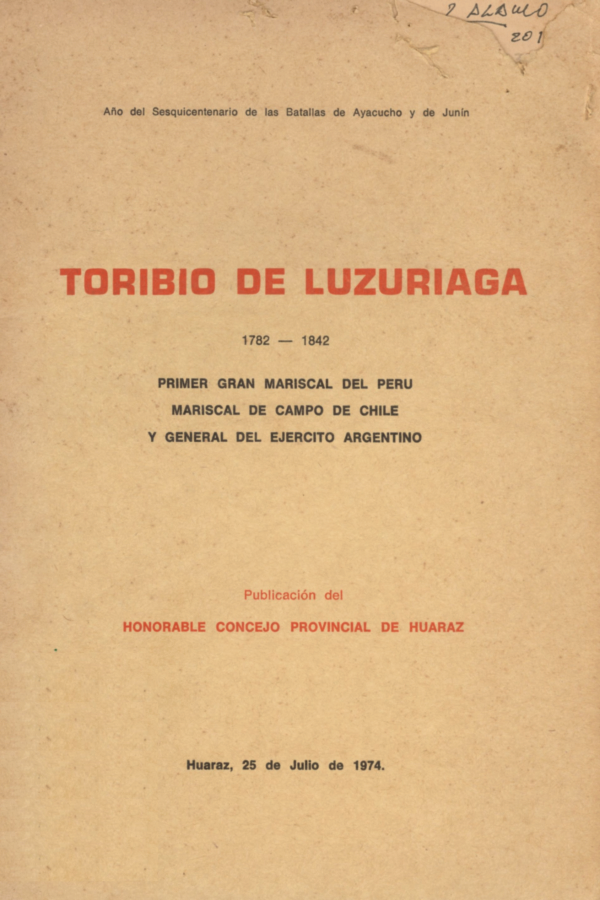 201
Año del Sesquicentenario de las Batallas de Ayacucho y de Junín
TORIBIO DE LUZURIAGA
1782 — 1842
PRIMER GRAN MARISCAL DEL PERU
MARISCAL DE CAMPO DE CHILE
Y GENERAL DEL EJERCITO ARGENTINO
Publicación del
HONORABLE CONCEJO PROVINCIAL DE HUARAZ
Huaraz, 25 de Julio de 1974.